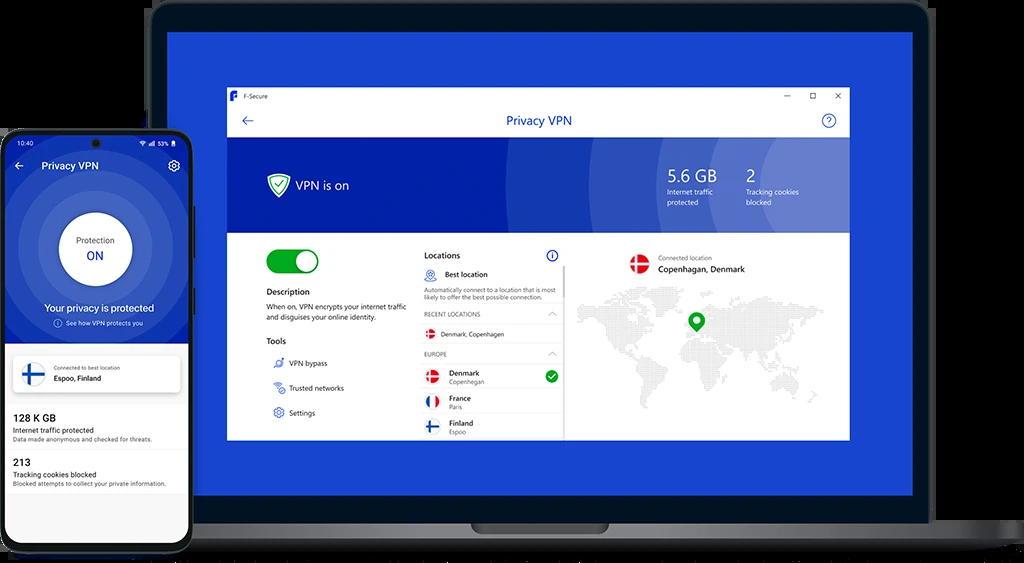 10:40
53%
Privacy VPN
Protection
ON
Your privacy is protected
See how VPN protects you
Connected to best location
Espoo, Finland
128 K GB
Internet traffic protected
Data made anonymous and checked for threats.
213
Tracking cookies blocked
Blocked attempts to collect your private information.
F-Secure
Privacy VPN
VPN is on
5.6 GB
Internet traffic
protected
2
Tracking cookies
blocked
Description
When on, VPN encrypts your internet traffic
and disguises your online identity.
Tools
VPN bypass
Trusted networks
Settings
Locations
Best location
Automatically connect to a location that is most
likely to offer the best possible connection.
RECENT LOCATIONS
Denmark, Copenhagen
EUROPE
Denmark
Copenhegan
France
Paris
Finland
Espoo
Connected location
Copenhagan, Denmark